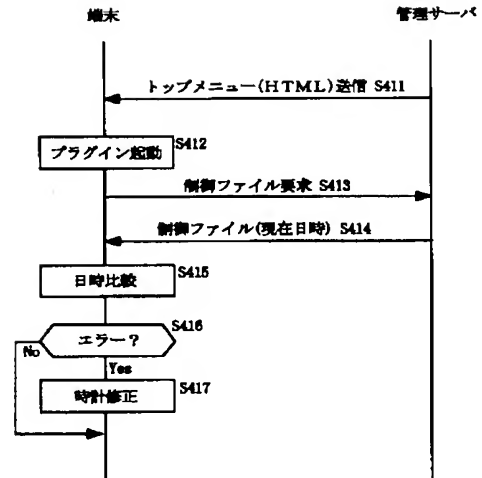 端末
管理サーバ
トップメニュー(HTML)送信 S411
プラグイン起動
S412
制御ファイル要求 S413
制御ファイル(現在日時) S414
日時比較
S415
エラー?
S416
No
Yes
時計修正
S417